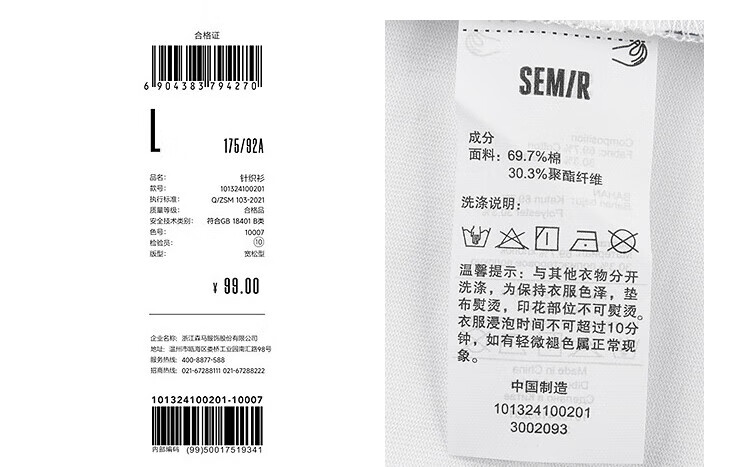 合格证
6 904383 794270
L
175/92A
品名: 针织衫
款号: 101324100201
执行标准: Q/ZSM 103-2021
质量等级: 合格品
安全技术类别: 符合GB 18401 B类
色号: 10007
检验员: 10
版型: 宽松型
¥ 99.00
企业名称: 浙江森马服饰股份有限公司
地址: 温州市瓯海区娄桥工业园南汇路98号
服务热线: 400-8877-588
招商热线: 021-67288111 021-67288222
101324100201-10007
内部编码 (99)50017519341
SEMIR
成分
面料: 69.7%棉
30.3%聚酯纤维
洗涤说明:
温馨提示: 与其他衣物分开
洗涤, 为保持衣服色泽, 垫
布熨烫, 印花部位不可熨烫。
衣服浸泡时间不可超过10分
钟, 如有轻微褪色属正常现
象。
中国制造
101324100201
3002093